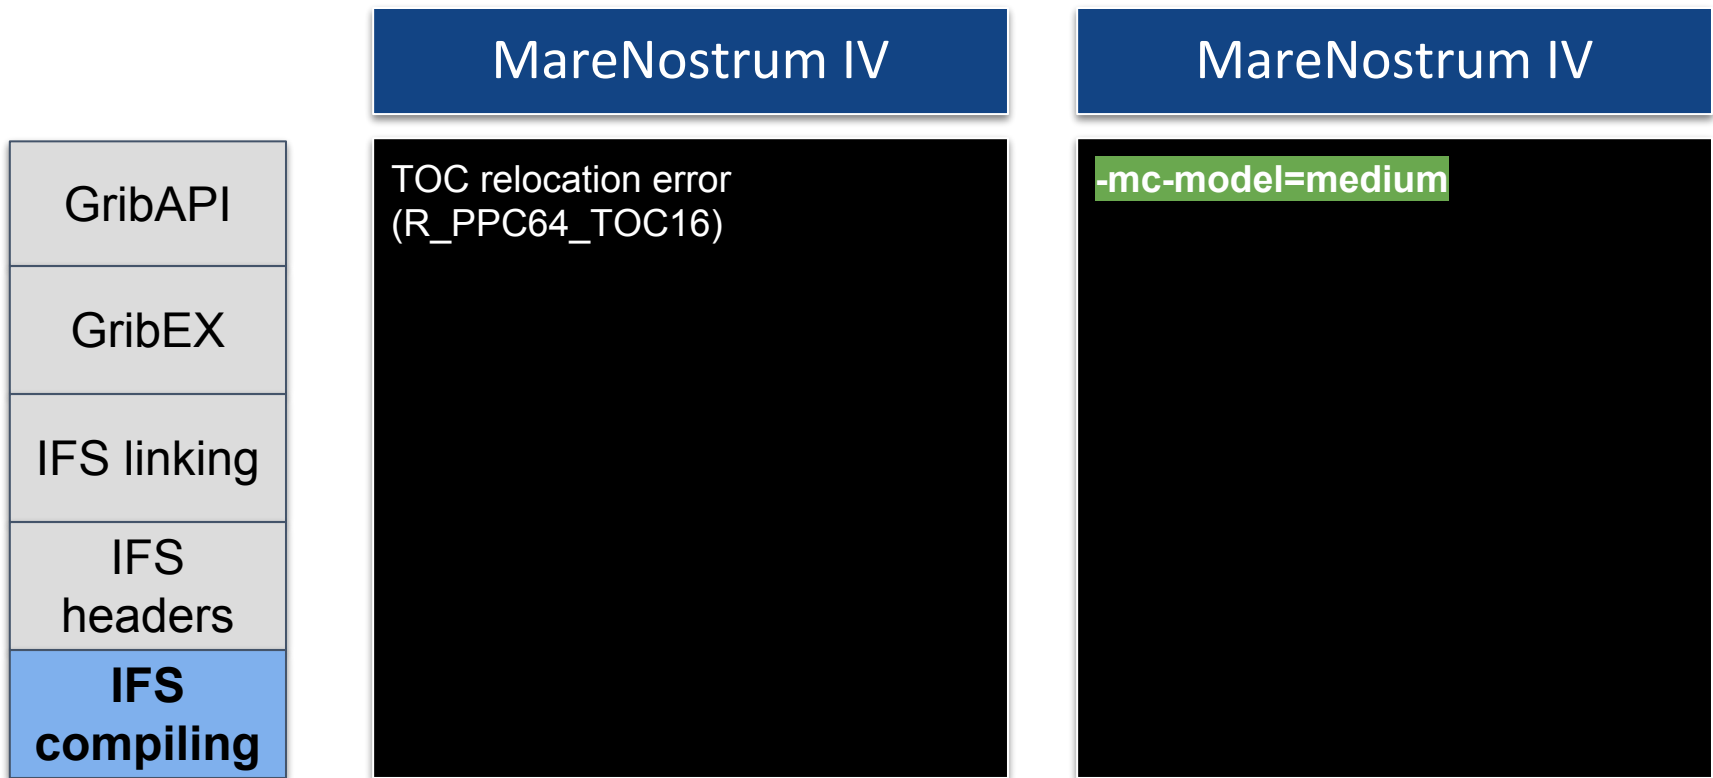 MareNostrum IV
MareNostrum IV
GribAPI
GribEX
IFS linking
IFS
headers
IFS
compiling
TOC relocation error
(R_PPC64_TOC16)
-mc-model=medium